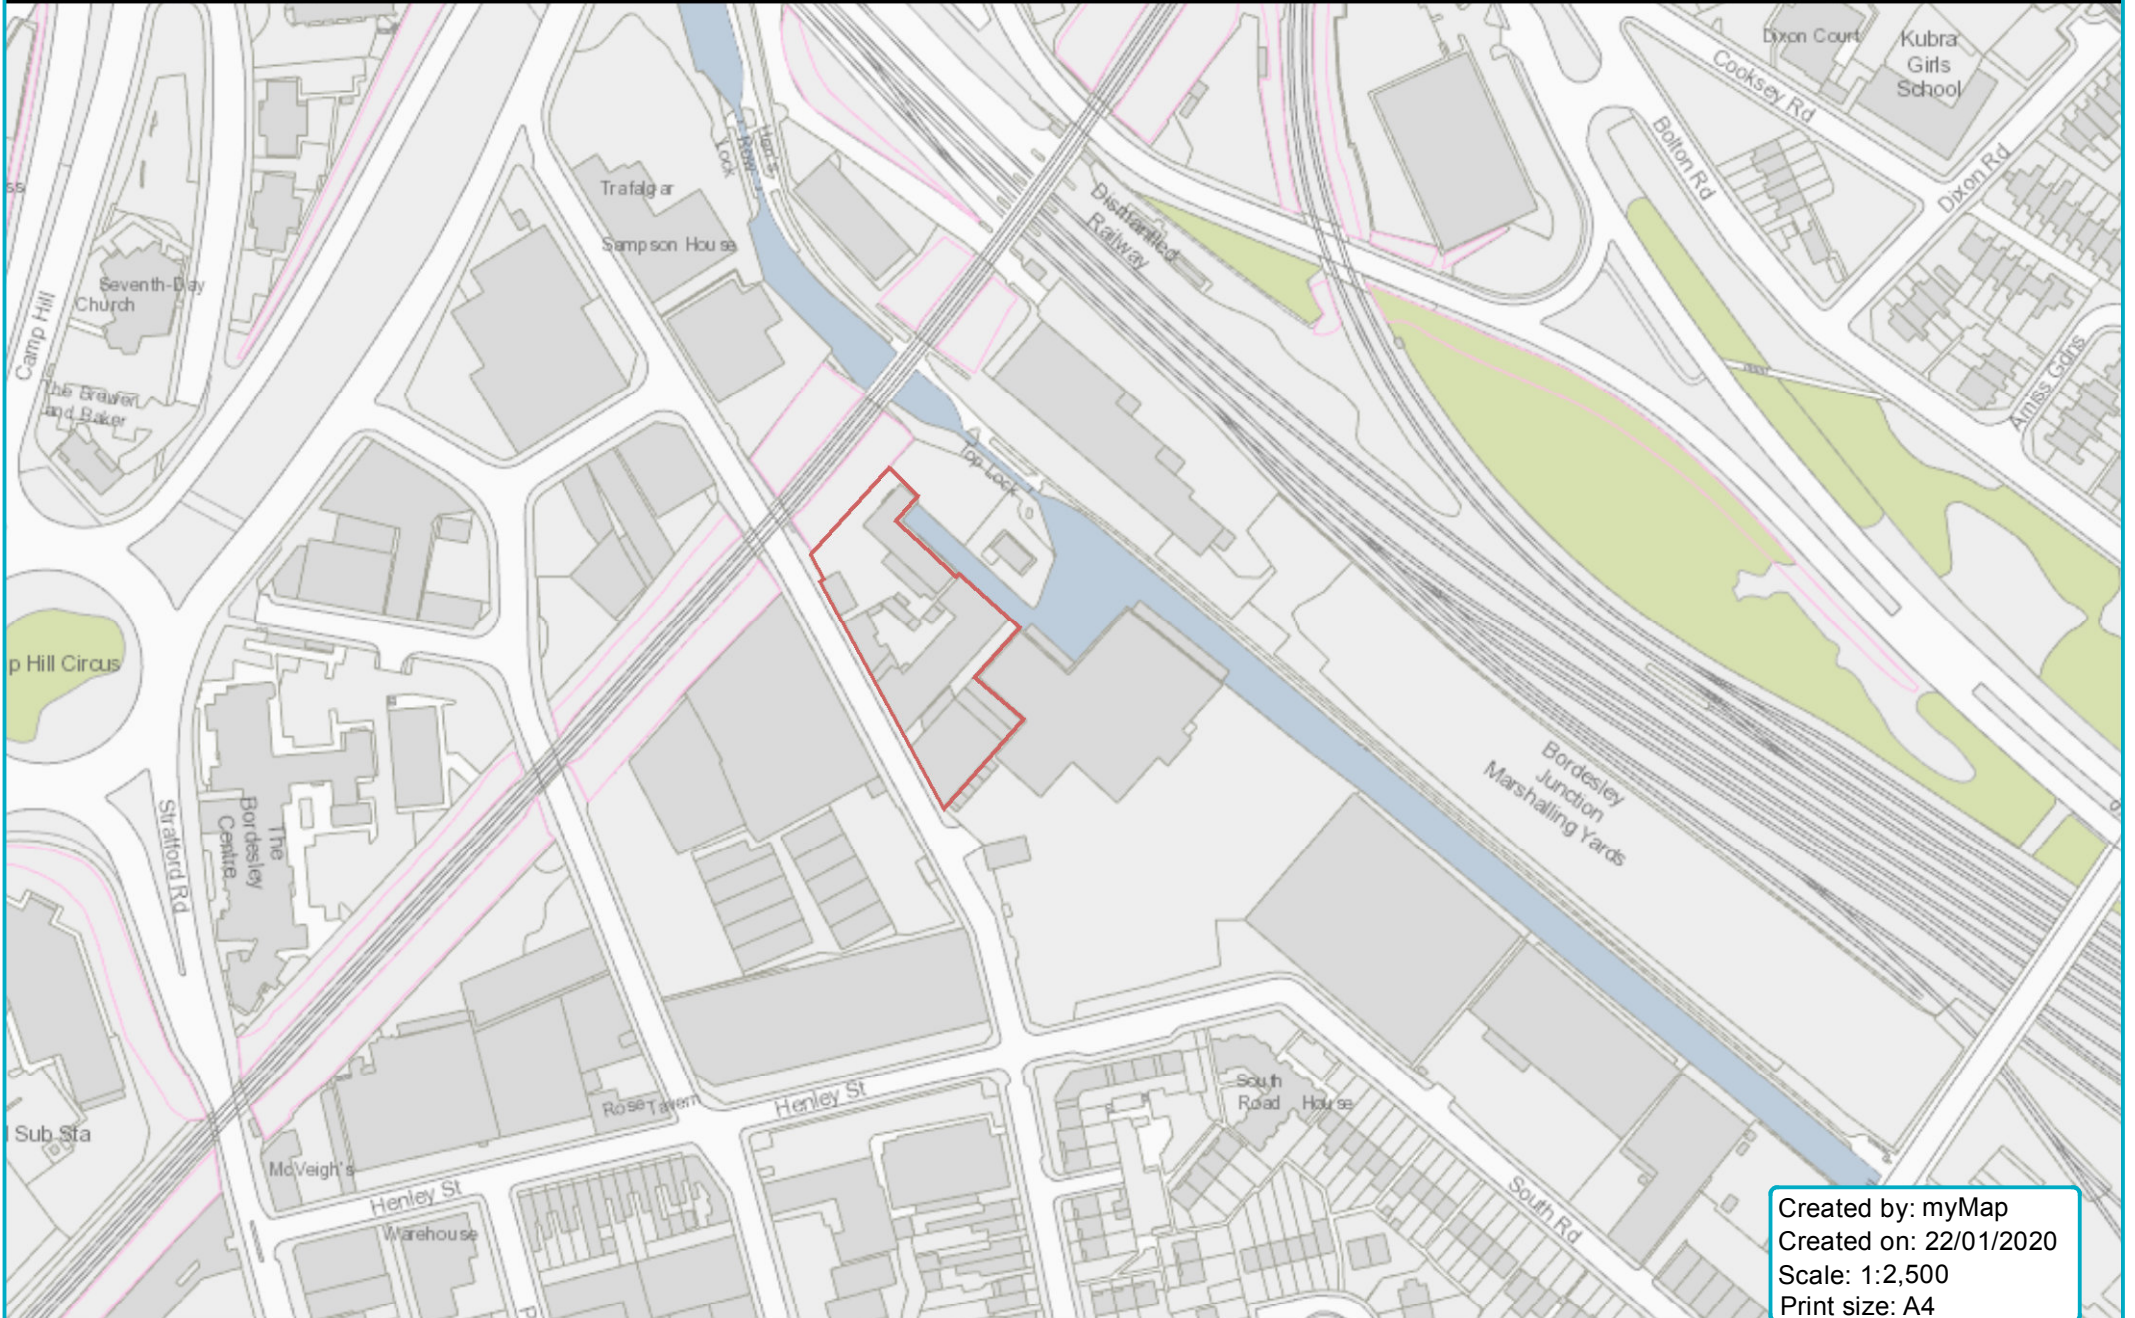 Dixon Court
Kubra
Girls
School
Cooksey Rd
Bolton Rd
Dixon Rd
Amiss Gdns
Lock
Row
Trafalgar
Sampson House
Dismantled
Railway
Seventh-Day
Church
Camp Hill
The Brewer
and Baker
Top Lock
p Hill Circus
Stratford Rd
The
Bordesley
Centre
Bordesley
Junction
Marshalling Yards
Rose Tavern
Henley St
South
Road House
l Sub Sta
McVeigh's
Henley St
Warehouse
South Rd
Created by: myMap
Created on: 22/01/2020
Scale: 1:2,500
Print size: A4